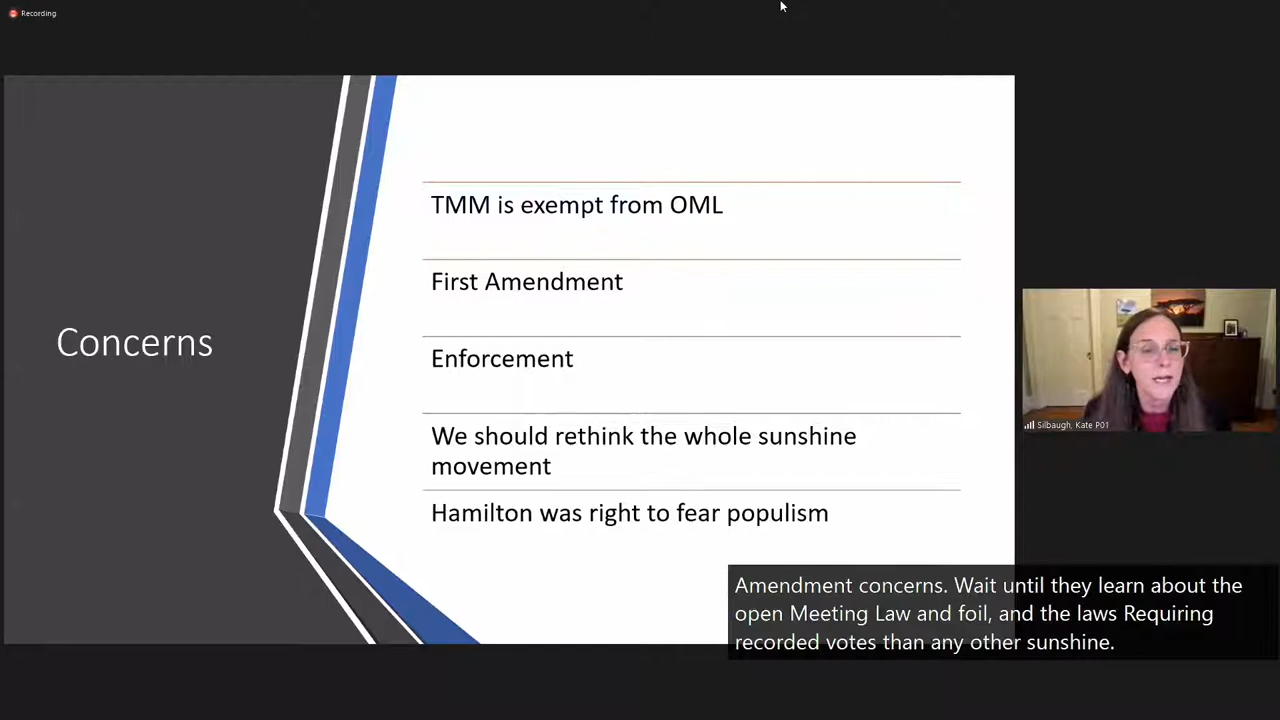 Recording
TMM is exempt from OML
First Amendment
Concerns
Enforcement
We should rethink the whole sunshine
movement
Hamilton was right to fear populism
Silbaugh, Kate P01
Amendment concerns. Wait until they learn about the
open Meeting Law and foil, and the laws Requiring
recorded votes than any other sunshine.